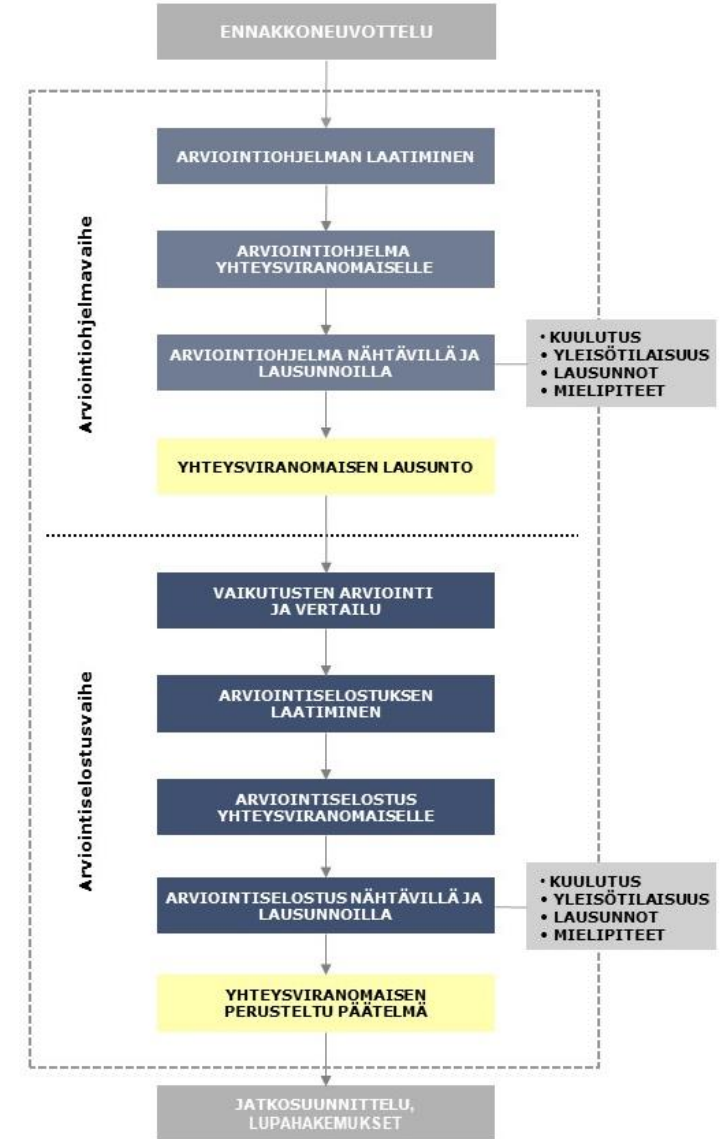 ENNAKKONEUVOTTELU
Arviointiohjelmavaihe
ARVIOINTIOHJELMAN LAATIMINEN
ARVIOINTIOHJELMA
YHTEYSVIRANOMAISELLE
ARVIOINTIOHJELMA NÄHTÄVILLÄ JA
LAUSUNNOILLA
• KUULUTUS
• YLEISÖTILAISUUS
• LAUSUNNOT
• MIELIPITEET
YHTEYSVIRANOMAISEN LAUSUNTO
Arviointiselostusvaihe
VAIKUTUSTEN ARVIOINTI
JA VERTAILU
ARVIOINTISELOSTUKSEN
LAATIMINEN
ARVIOINTISELOSTUS
YHTEYSVIRANOMAISELLE
ARVIOINTISELOSTUS NÄHTÄVILLÄ JA
LAUSUNNOILLA
• KUULUTUS
• YLEISÖTILAISUUS
• LAUSUNNOT
• MIELIPITEET
YHTEYSVIRANOMAISEN
PERUSTELTU PÄÄTELMÄ
JATKOSUUNNITTELU,
LUPAHAKEMUKSET